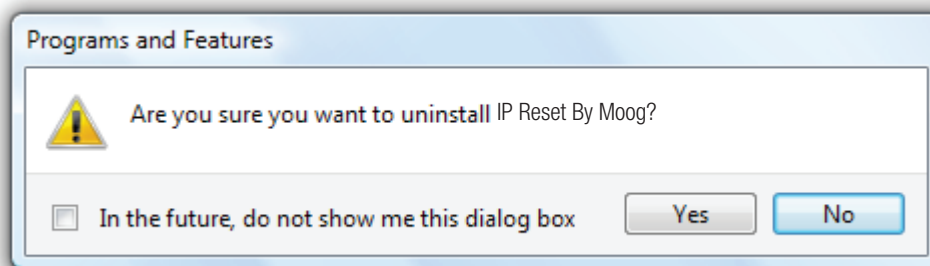 Programs and Features
Are you sure you want to uninstall IP Reset By Moog?
In the future, do not show me this dialog box
Yes
No